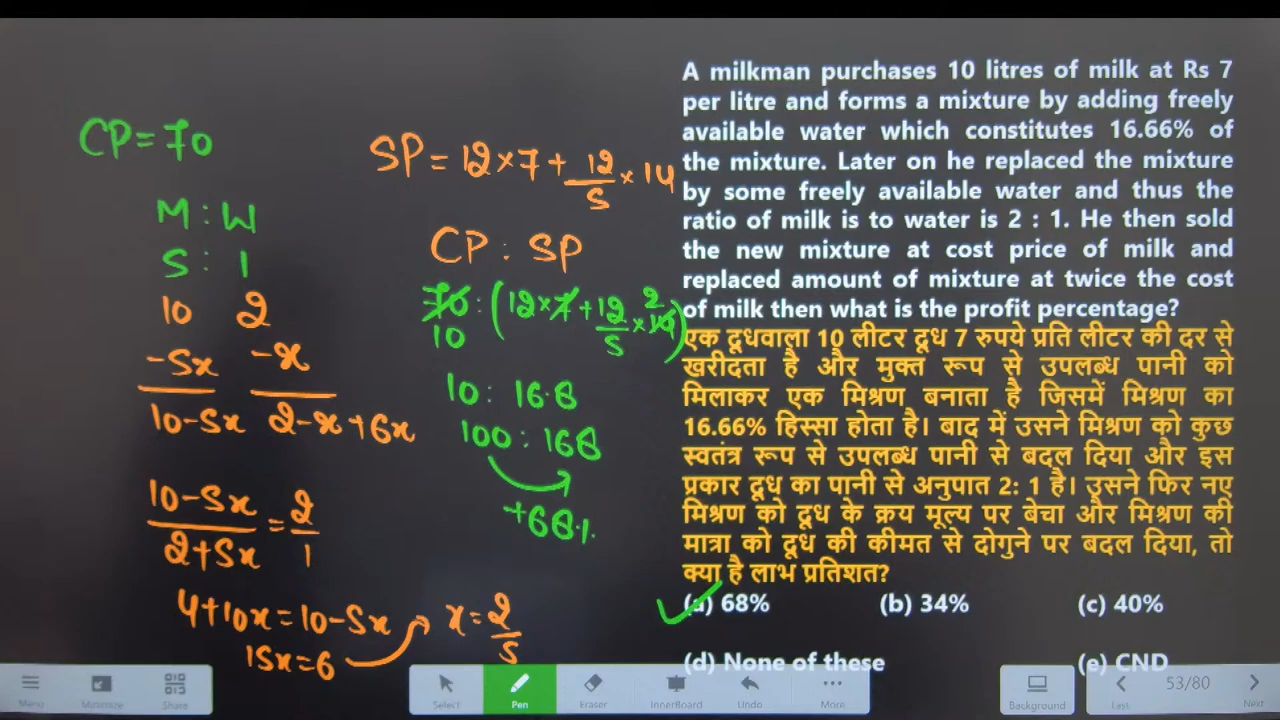 A milkman purchases 10 litres of milk at Rs 7
per litre and forms a mixture by adding freely
available water which constitutes 16.66% of
the mixture. Later on he replaced the mixture
by some freely available water and thus the
ratio of milk is to water is 2 : 1. He then sold
the new mixture at cost price of milk and
replaced amount of mixture at twice the cost
of milk then what is the profit percentage?
एक दूधवाला 10 लीटर दूध 7 रुपये प्रति लीटर की दर से
खरीदता है और मुक्त रूप से उपलब्ध पानी को
मिलाकर एक मिश्रण बनाता है जिसमें मिश्रण का
16.66% हिस्सा होता है। बाद में उसने मिश्रण को कुछ
स्वतंत्र रूप से उपलब्ध पानी से बदल दिया और इस
प्रकार दूध का पानी से अनुपात 2: 1 है। उसने फिर नए
मिश्रण को दूध के क्रय मूल्य पर बेचा और मिश्रण की
मात्रा को दूध की कीमत से दोगुने पर बदल दिया, तो
क्या है लाभ प्रतिशत?
(a) 68% (b) 34% (c) 40%
(d) None of these (e) CND
CP = 70
M : W
5 : 1
10 2
-5x -x
10-5x 2-x+6x
10-5x/2+5x = 2/1
4+10x = 10-5x
15x = 6
x = 2/5
SP = 12×7 + 12/5 × 14
CP : SP
70 : (12×7 + 12/5 × 14)
10 2
10 : 16.8
100 : 168
+68%
Menu Minimize Share Select Pen Eraser InnerBoard Undo More Background Last 53/80 Next